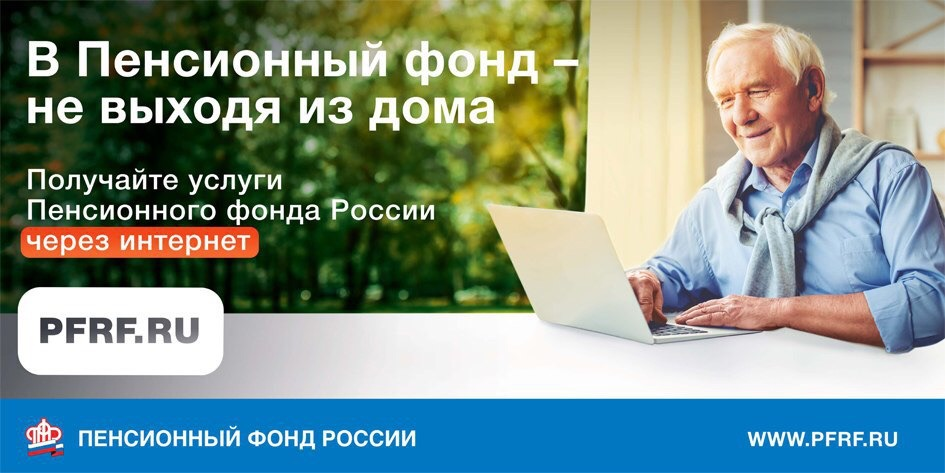 В Пенсионный фонд –
не выходя из дома
Получайте услуги
Пенсионного фонда России
через интернет
PFRF.RU
ПЕНСИОННЫЙ ФОНД РОССИИ
WWW.PFRF.RU